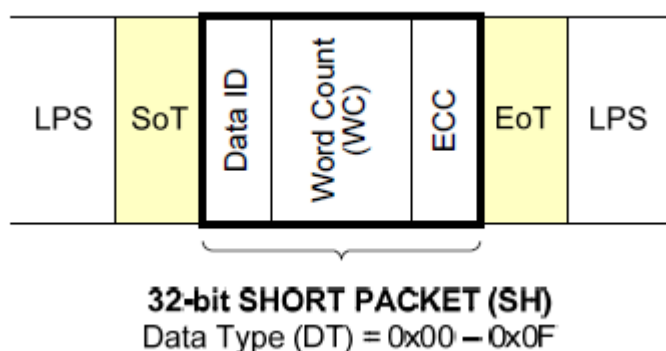 LPS SoT Data ID Word Count (WC) ECC EoT LPS
32-bit SHORT PACKET (SH)
Data Type (DT) = 0x00 – 0x0F